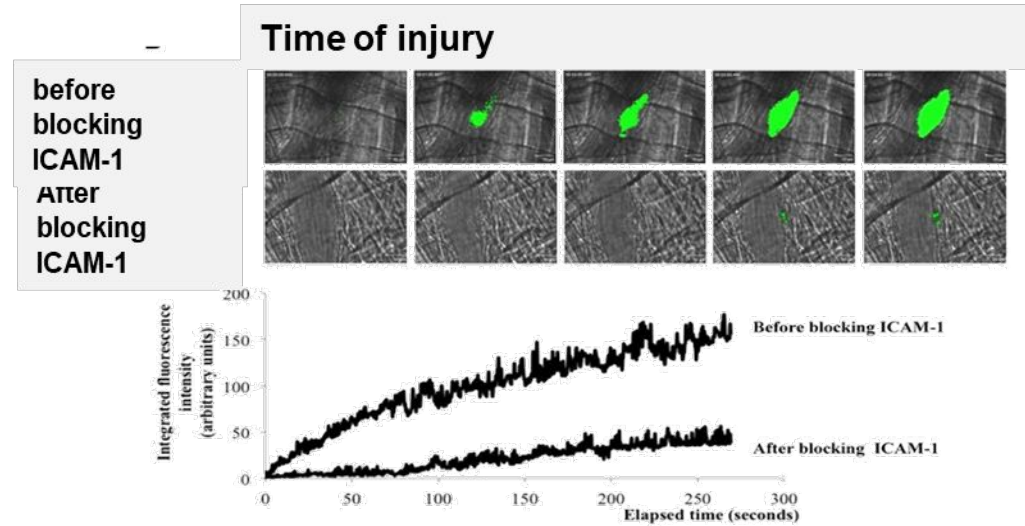 Time of injury
before
blocking
ICAM-1
After
blocking
ICAM-1
Integrated fluorescence
intensity
(arbitrary units)
200
150
100
50
0
0 50 100 150 200 250 300
Before blocking ICAM-1
After blocking ICAM-1
Elapsed time (seconds)